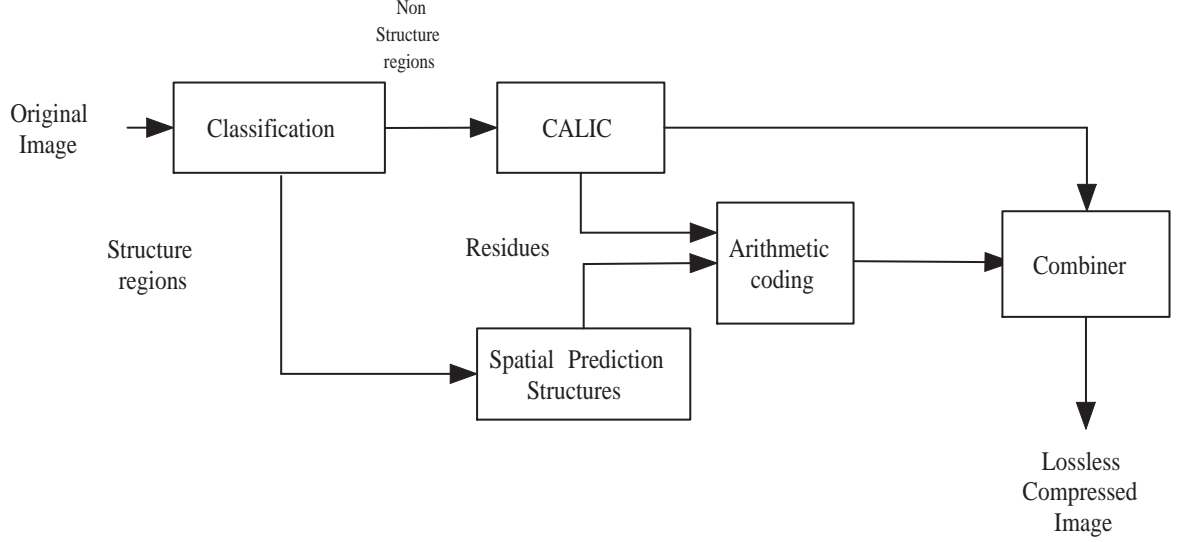 Non
Structure
regions
Original
Image
Classification
CALIC
Structure
regions
Residues
Arithmetic
coding
Combiner
Spatial Prediction
Structures
Lossless
Compressed
Image